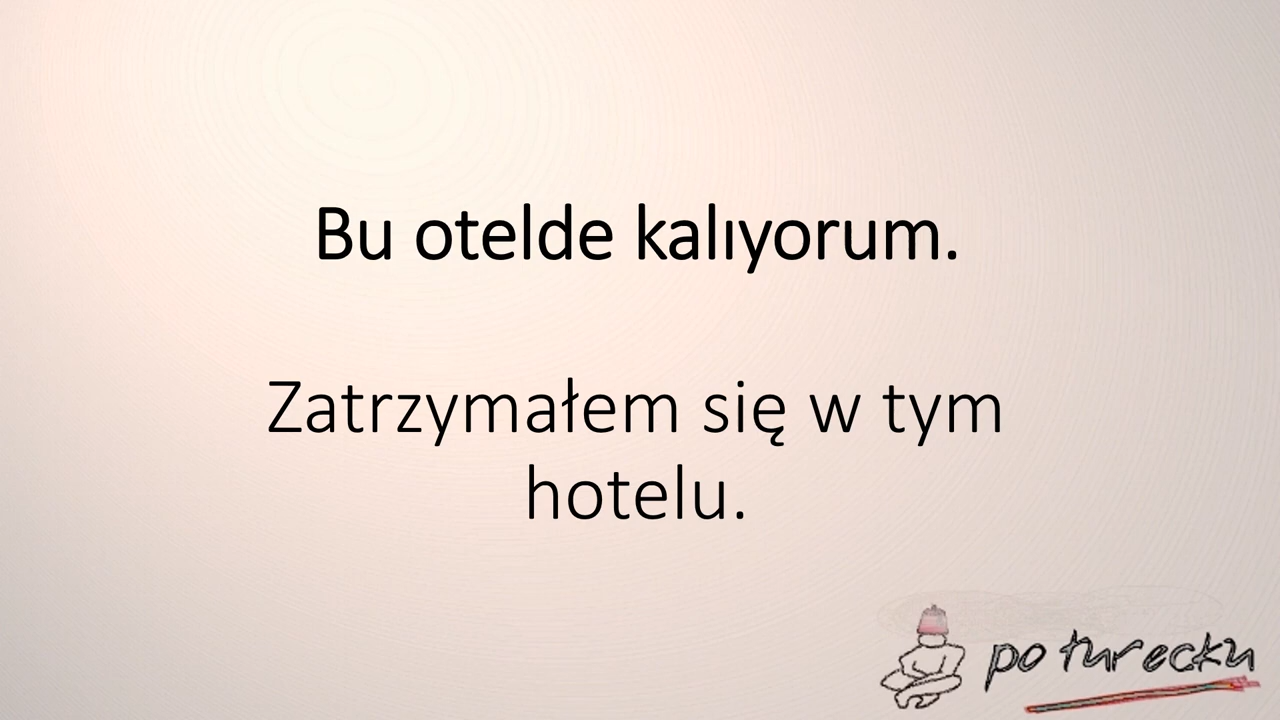 Bu otelde kalıyorum.
Zatrzymałem się w tym
hotelu.
po turecku